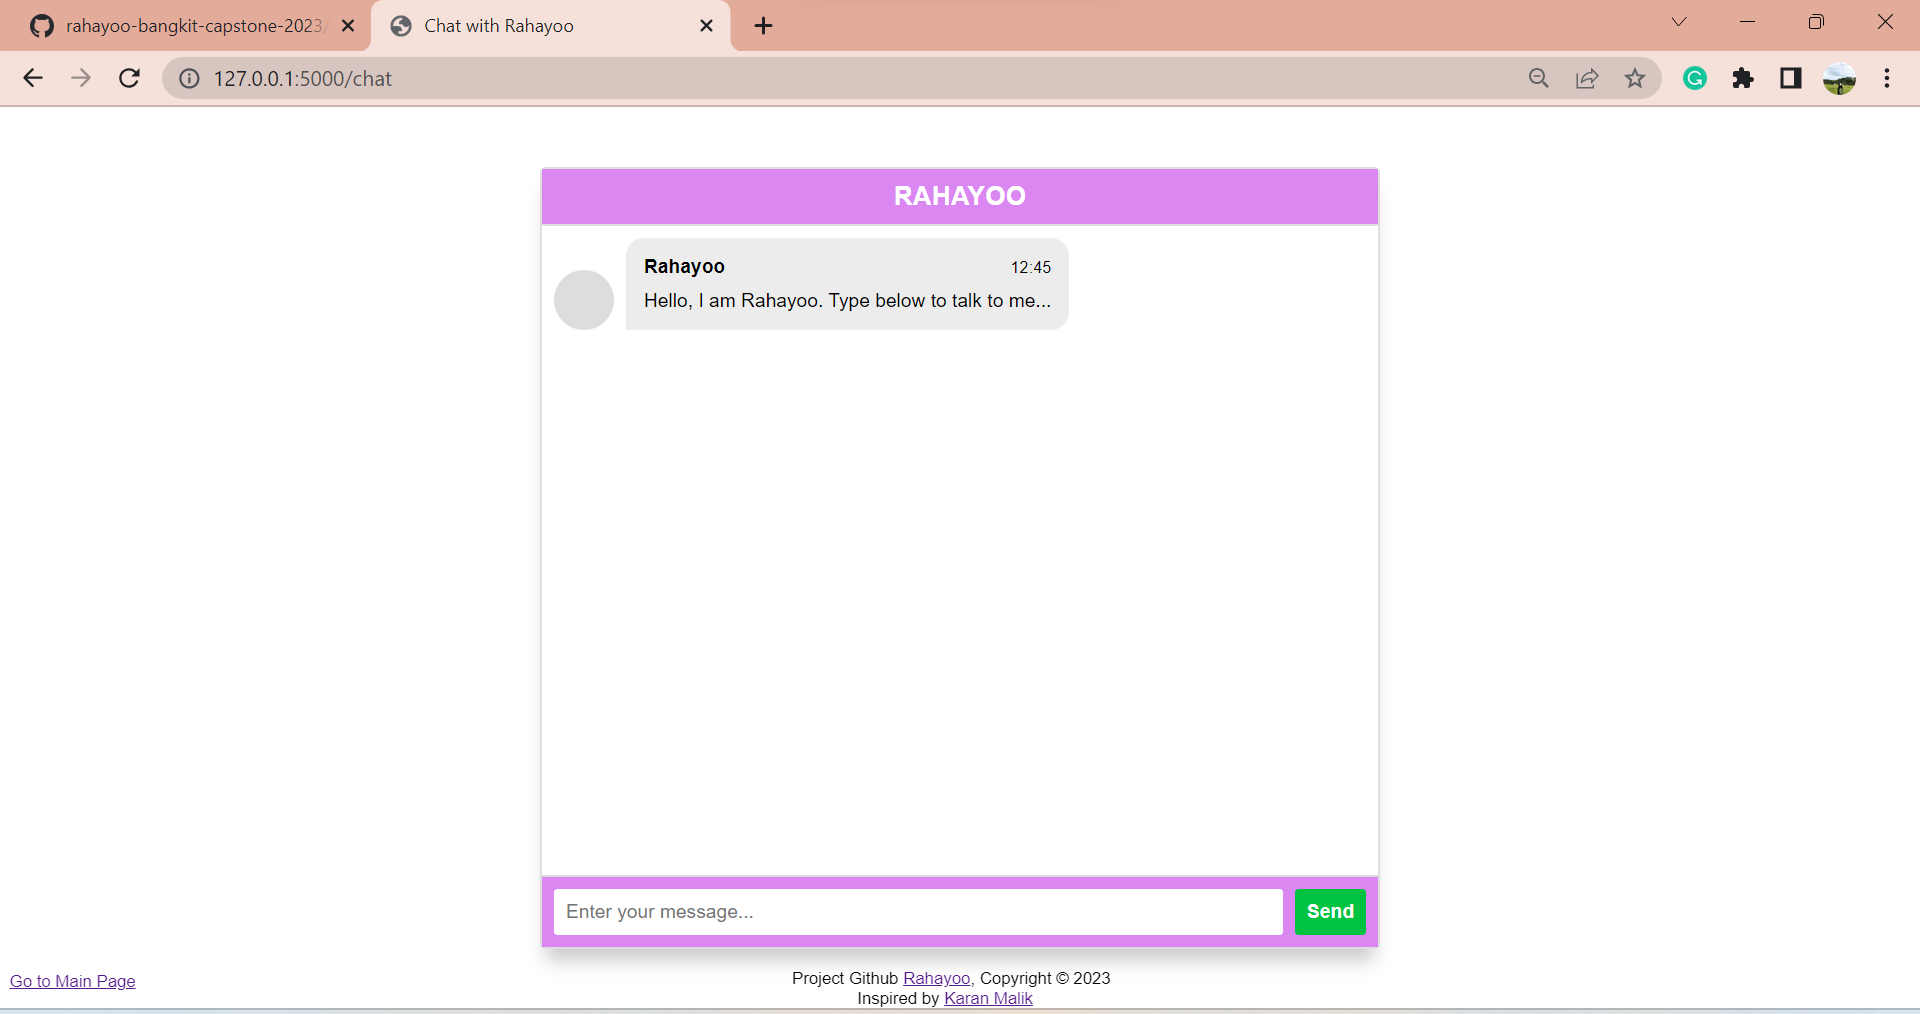 rahayoo-bangkit-capstone-2023/
Chat with Rahayoo
127.0.0.1:5000/chat
RAHAYOO
Rahayoo 12:45
Hello, I am Rahayoo. Type below to talk to me...
Enter your message...
Send
Go to Main Page
Project Github Rahayoo, Copyright © 2023
Inspired by Karan Malik